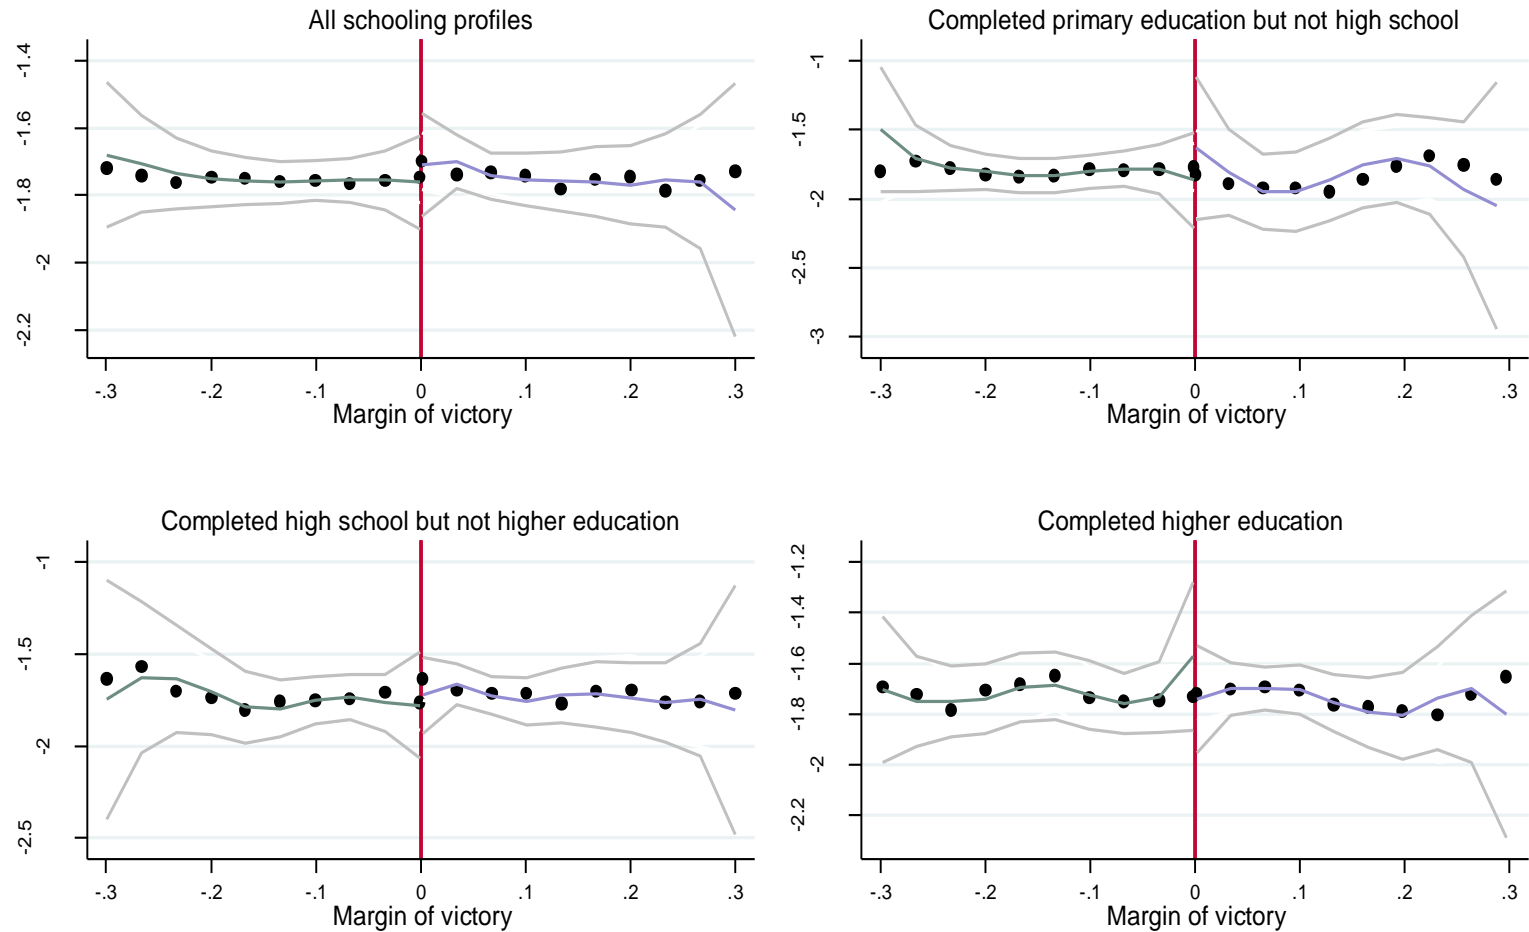 All schooling profiles
-1.4
-1.6
-1.8
-2
-2.2
-.3 -.2 -.1 0 .1 .2 .3
Margin of victory
Completed primary education but not high school
-1
-1.5
-2
-2.5
-3
-.3 -.2 -.1 0 .1 .2 .3
Margin of victory
Completed high school but not higher education
-1
-1.5
-2
-2.5
-.3 -.2 -.1 0 .1 .2 .3
Margin of victory
Completed higher education
-1.2
-1.4
-1.6
-1.8
-2
-2.2
-.3 -.2 -.1 0 .1 .2 .3
Margin of victory